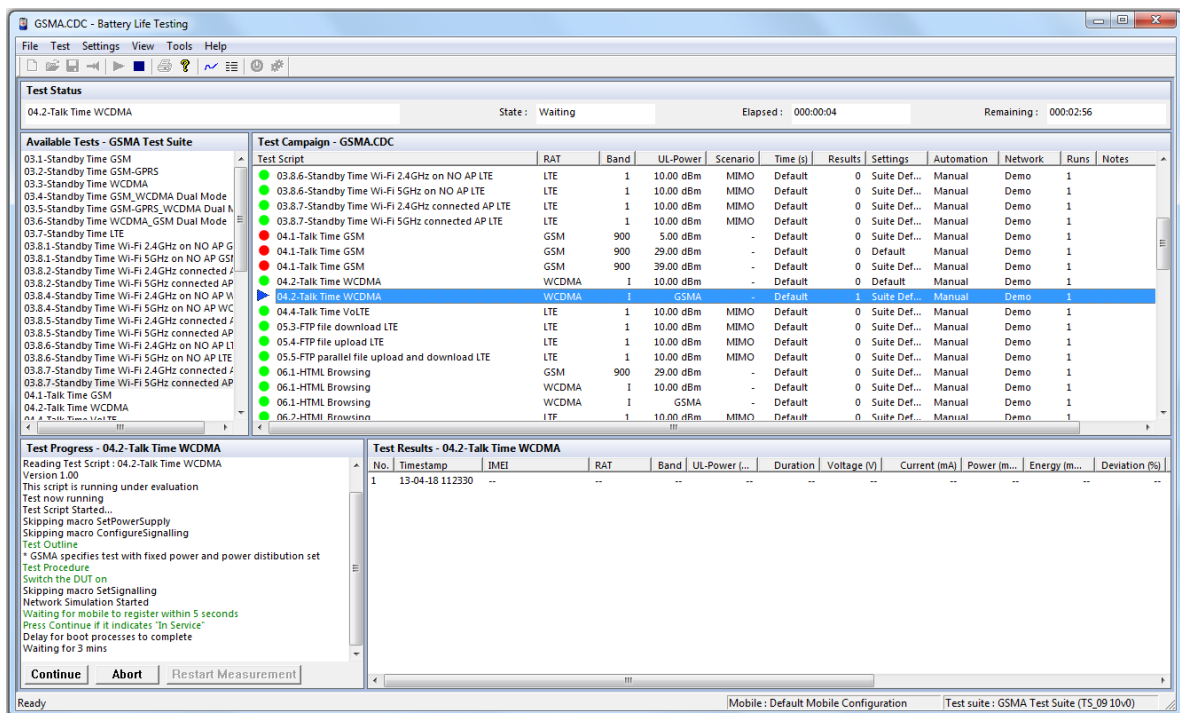 GSMA.CDC - Battery Life Testing
File Test Settings View Tools Help
Test Status
04.2-Talk Time WCDMA State : Waiting Elapsed : 000:00:04 Remaining : 000:02:56
Available Tests - GSMA Test Suite
03.1-Standby Time GSM
03.2-Standby Time GSM-GPRS
03.3-Standby Time WCDMA
03.4-Standby Time GSM_WCDMA Dual Mode
03.5-Standby Time GSM-GPRS_WCDMA Dual
03.6-Standby Time WCDMA_GSM Dual Mode
03.7-Standby Time LTE
03.8.1-Standby Time Wi-Fi 2.4GHz on NO AP G
03.8.1-Standby Time Wi-Fi 5GHz on NO AP GSM
03.8.2-Standby Time Wi-Fi 2.4GHz connected
03.8.2-Standby Time Wi-Fi 5GHz connected AP
03.8.4-Standby Time Wi-Fi 2.4GHz on NO AP W
03.8.4-Standby Time Wi-Fi 5GHz on NO AP WC
03.8.5-Standby Time Wi-Fi 2.4GHz connected
03.8.5-Standby Time Wi-Fi 5GHz connected AP
03.8.6-Standby Time Wi-Fi 2.4GHz on NO AP LT
03.8.6-Standby Time Wi-Fi 5GHz on NO AP LTE
03.8.7-Standby Time Wi-Fi 2.4GHz connected
03.8.7-Standby Time Wi-Fi 5GHz connected AP
04.1-Talk Time GSM
04.2-Talk Time WCDMA
04.4-Talk Time VoLTE
Test Campaign - GSMA.CDC
Test Script RAT Band UL-Power Scenario Time (s) Results Settings Automation Network Runs Notes
03.8.6-Standby Time Wi-Fi 2.4GHz on NO AP LTE LTE 1 10.00 dBm MIMO Default 0 Suite Def... Manual Demo 1
03.8.6-Standby Time Wi-Fi 5GHz on NO AP LTE LTE 1 10.00 dBm MIMO Default 0 Suite Def... Manual Demo 1
03.8.7-Standby Time Wi-Fi 2.4GHz connected AP LTE LTE 1 10.00 dBm MIMO Default 0 Suite Def... Manual Demo 1
03.8.7-Standby Time Wi-Fi 5GHz connected AP LTE LTE 1 10.00 dBm MIMO Default 0 Suite Def... Manual Demo 1
04.1-Talk Time GSM GSM 900 5.00 dBm - Default 0 Suite Def... Manual Demo 1
04.1-Talk Time GSM GSM 900 29.00 dBm - Default 0 Default Manual Demo 1
04.1-Talk Time GSM GSM 900 39.00 dBm - Default 0 Suite Def... Manual Demo 1
04.2-Talk Time WCDMA WCDMA I 10.00 dBm - Default 0 Default Manual Demo 1
04.2-Talk Time WCDMA WCDMA I GSMA - Default 1 Suite Def... Manual Demo 1
04.4-Talk Time VoLTE LTE 1 10.00 dBm MIMO Default 0 Suite Def... Manual Demo 1
05.3-FTP file download LTE LTE 1 10.00 dBm MIMO Default 0 Suite Def... Manual Demo 1
05.4-FTP file upload LTE LTE 1 10.00 dBm MIMO Default 0 Suite Def... Manual Demo 1
05.5-FTP parallel file upload and download LTE LTE 1 10.00 dBm MIMO Default 0 Suite Def... Manual Demo 1
06.1-HTML Browsing GSM 900 29.00 dBm - Default 0 Suite Def... Manual Demo 1
06.1-HTML Browsing WCDMA I 10.00 dBm - Default 0 Suite Def... Manual Demo 1
06.1-HTML Browsing WCDMA I GSMA - Default 0 Suite Def... Manual Demo 1
06.2-HTML Browsing LTE 1 10.00 dBm MIMO Default 0 Suite Def... Manual Demo 1
Test Progress - 04.2-Talk Time WCDMA
Reading Test Script : 04.2-Talk Time WCDMA
Version 1.00
This script is running under evaluation
Test now running
Test Script Started...
Skipping macro SetPowerSupply
Skipping macro ConfigureSignalling
Test Outline
* GSMA specifies test with fixed power and power distibution set
Test Procedure
Switch the DUT on
Skipping macro SetSignalling
Network Simulation Started
Waiting for mobile to register within 5 seconds
Press Continue if it indicates "In Service"
Delay for boot processes to complete
Waiting for 3 mins
Continue Abort Restart Measurement
Test Results - 04.2-Talk Time WCDMA
No. Timestamp IMEI RAT Band UL-Power (... Duration Voltage (V) Current (mA) Power (m... Energy (m... Deviation (%)
1 13-04-18 112330 -- -- -- -- -- -- -- -- -- --
Ready Mobile : Default Mobile Configuration Test suite : GSMA Test Suite (TS_09 10v0)